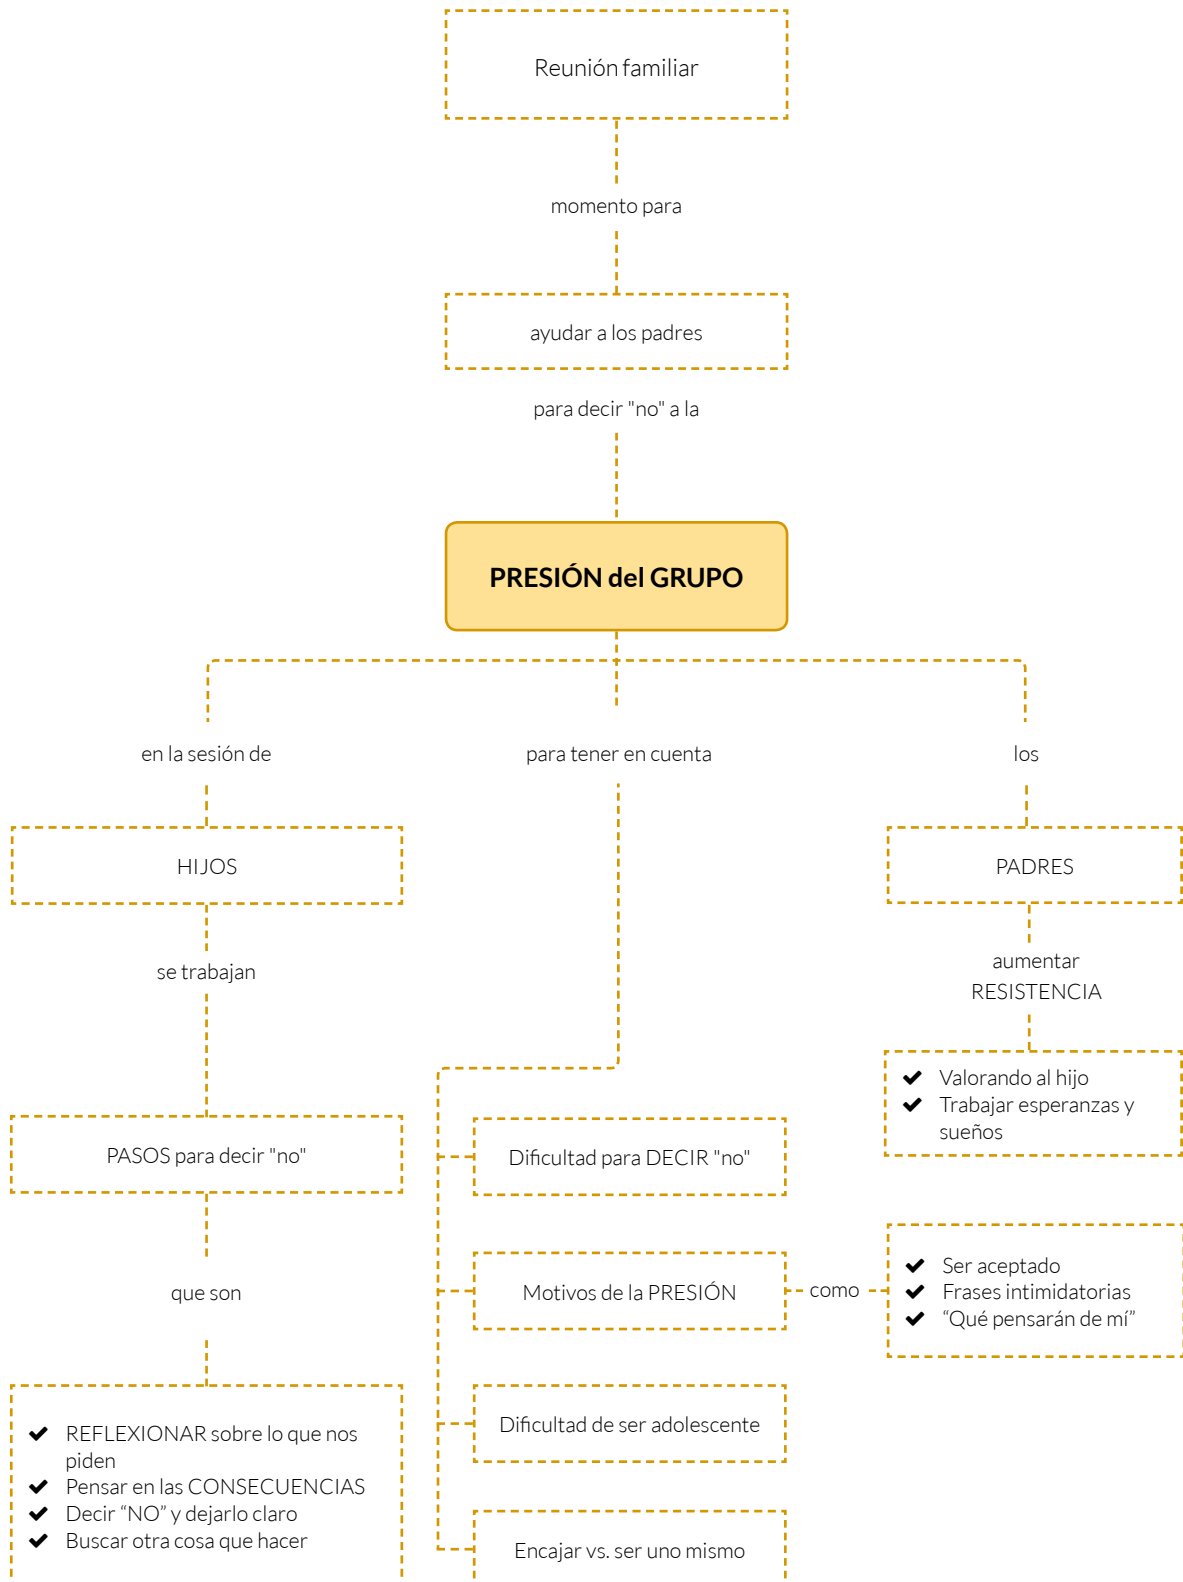 Reunión familiar
momento para
ayudar a los padres
para decir "no" a la
PRESIÓN del GRUPO
en la sesión de
para tener en cuenta
los
HIJOS
PADRES
se trabajan
aumentar
RESISTENCIA
✔ Valorando al hijo
✔ Trabajar esperanzas y
sueños
PASOS para decir "no"
Dificultad para DECIR "no"
que son
Motivos de la PRESIÓN
como
✔ Ser aceptado
✔ Frases intimidatorias
✔ “Qué pensarán de mí”
✔ REFLEXIONAR sobre lo que nos
piden
✔ Pensar en las CONSECUENCIAS
✔ Decir “NO” y dejarlo claro
✔ Buscar otra cosa que hacer
Dificultad de ser adolescente
Encajar vs. ser uno mismo